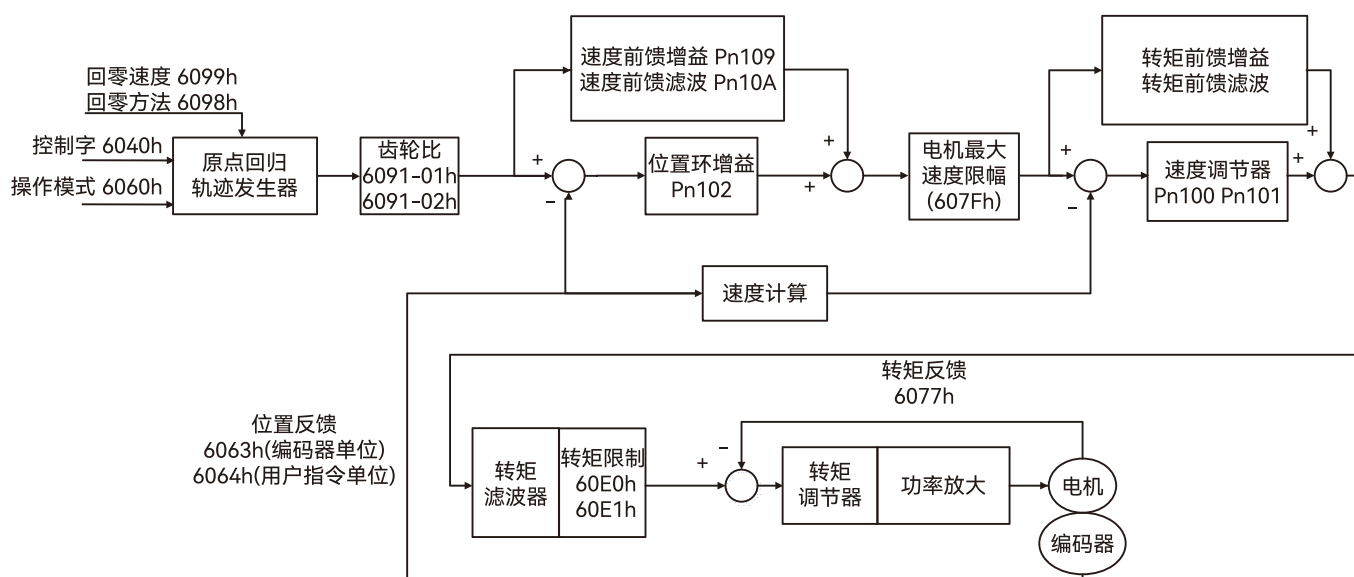 回零速度 6099h
回零方法 6098h
控制字 6040h
操作模式 6060h
原点回归
轨迹发生器
齿轮比
6091-01h
6091-02h
速度前馈增益 Pn109
速度前馈滤波 Pn10A
+
-
位置环增益
Pn102
+
+
电机最大
速度限幅
(607Fh)
转矩前馈增益
转矩前馈滤波
+
-
速度调节器
Pn100 Pn101
+
+
速度计算
转矩反馈
6077h
位置反馈
6063h(编码器单位)
6064h(用户指令单位)
转矩
滤波器
转矩限制
60E0h
60E1h
+
-
转矩
调节器
功率放大
电机
编码器